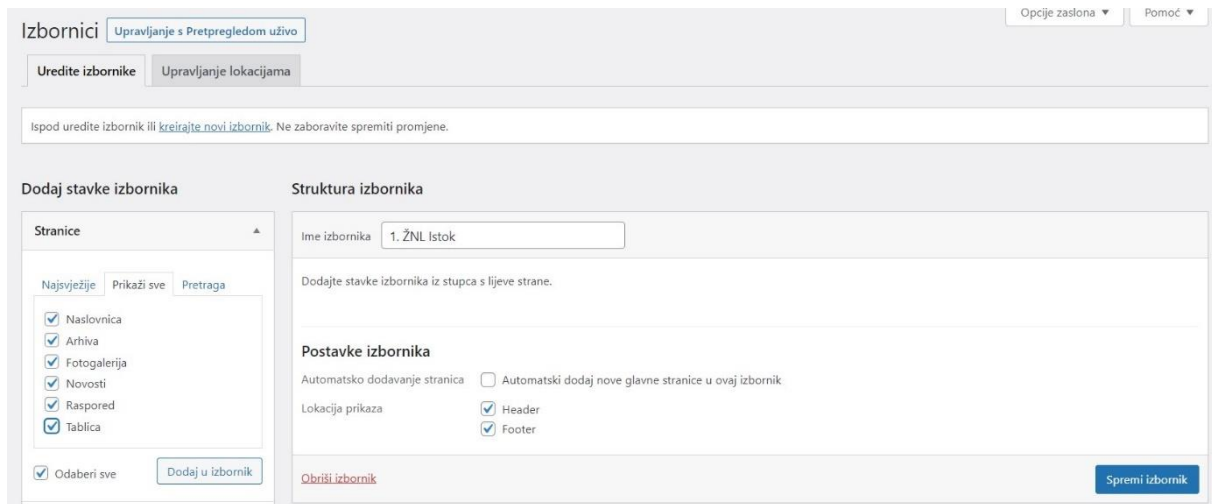 Opcije zaslona ▼ Pomoć ▼
Izbornici Upravljanje s Pretpregledom uživo
Uredite izbornike Upravljanje lokacijama
Ispod uredite izbornik ili kreirajte novi izbornik. Ne zaboravite spremiti promjene.
Dodaj stavke izbornika
Stranice
Najsvježije Prikaži sve Pretraga
Naslovnica
Arhiva
Fotogalerija
Novosti
Raspored
Tablica
Odaberi sve Dodaj u izbornik
Struktura izbornika
Ime izbornika 1. ŽNL Istok
Dodajte stavke izbornika iz stupca s lijeve strane.
Postavke izbornika
Automatsko dodavanje stranica Automatski dodaj nove glavne stranice u ovaj izbornik
Lokacija prikaza Header
Footer
Obriši izbornik Spremi izbornik